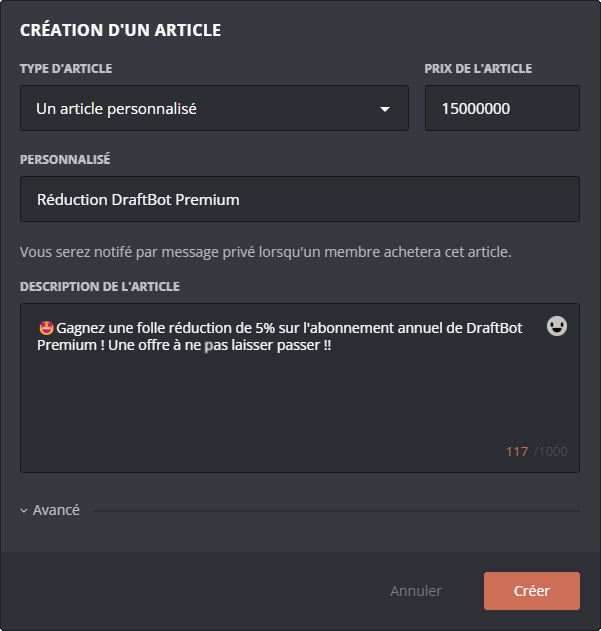 CRÉATION D'UN ARTICLE
TYPE D'ARTICLE
PRIX DE L'ARTICLE
Un article personnalisé
15000000
PERSONNALISÉ
Réduction DraftBot Premium
Vous serez notifié par message privé lorsqu'un membre achetera cet article.
DESCRIPTION DE L'ARTICLE
🤩Gagnez une folle réduction de 5% sur l'abonnement annuel de DraftBot
Premium ! Une offre à ne pas laisser passer !!
117 /1000
Avancé
Annuler
Créer